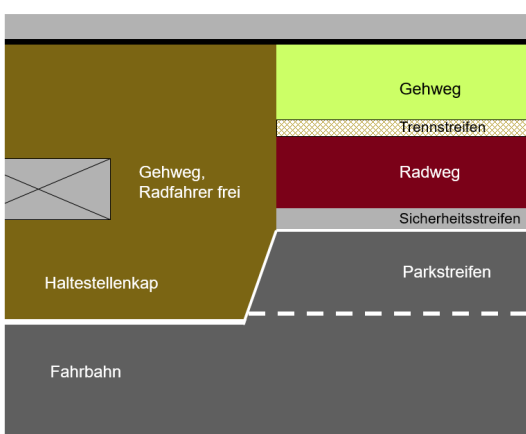 Gehweg
Trennstreifen
Gehweg,
Radfahrer frei
Radweg
Sicherheitsstreifen
Haltestellenkap
Parkstreifen
Fahrbahn